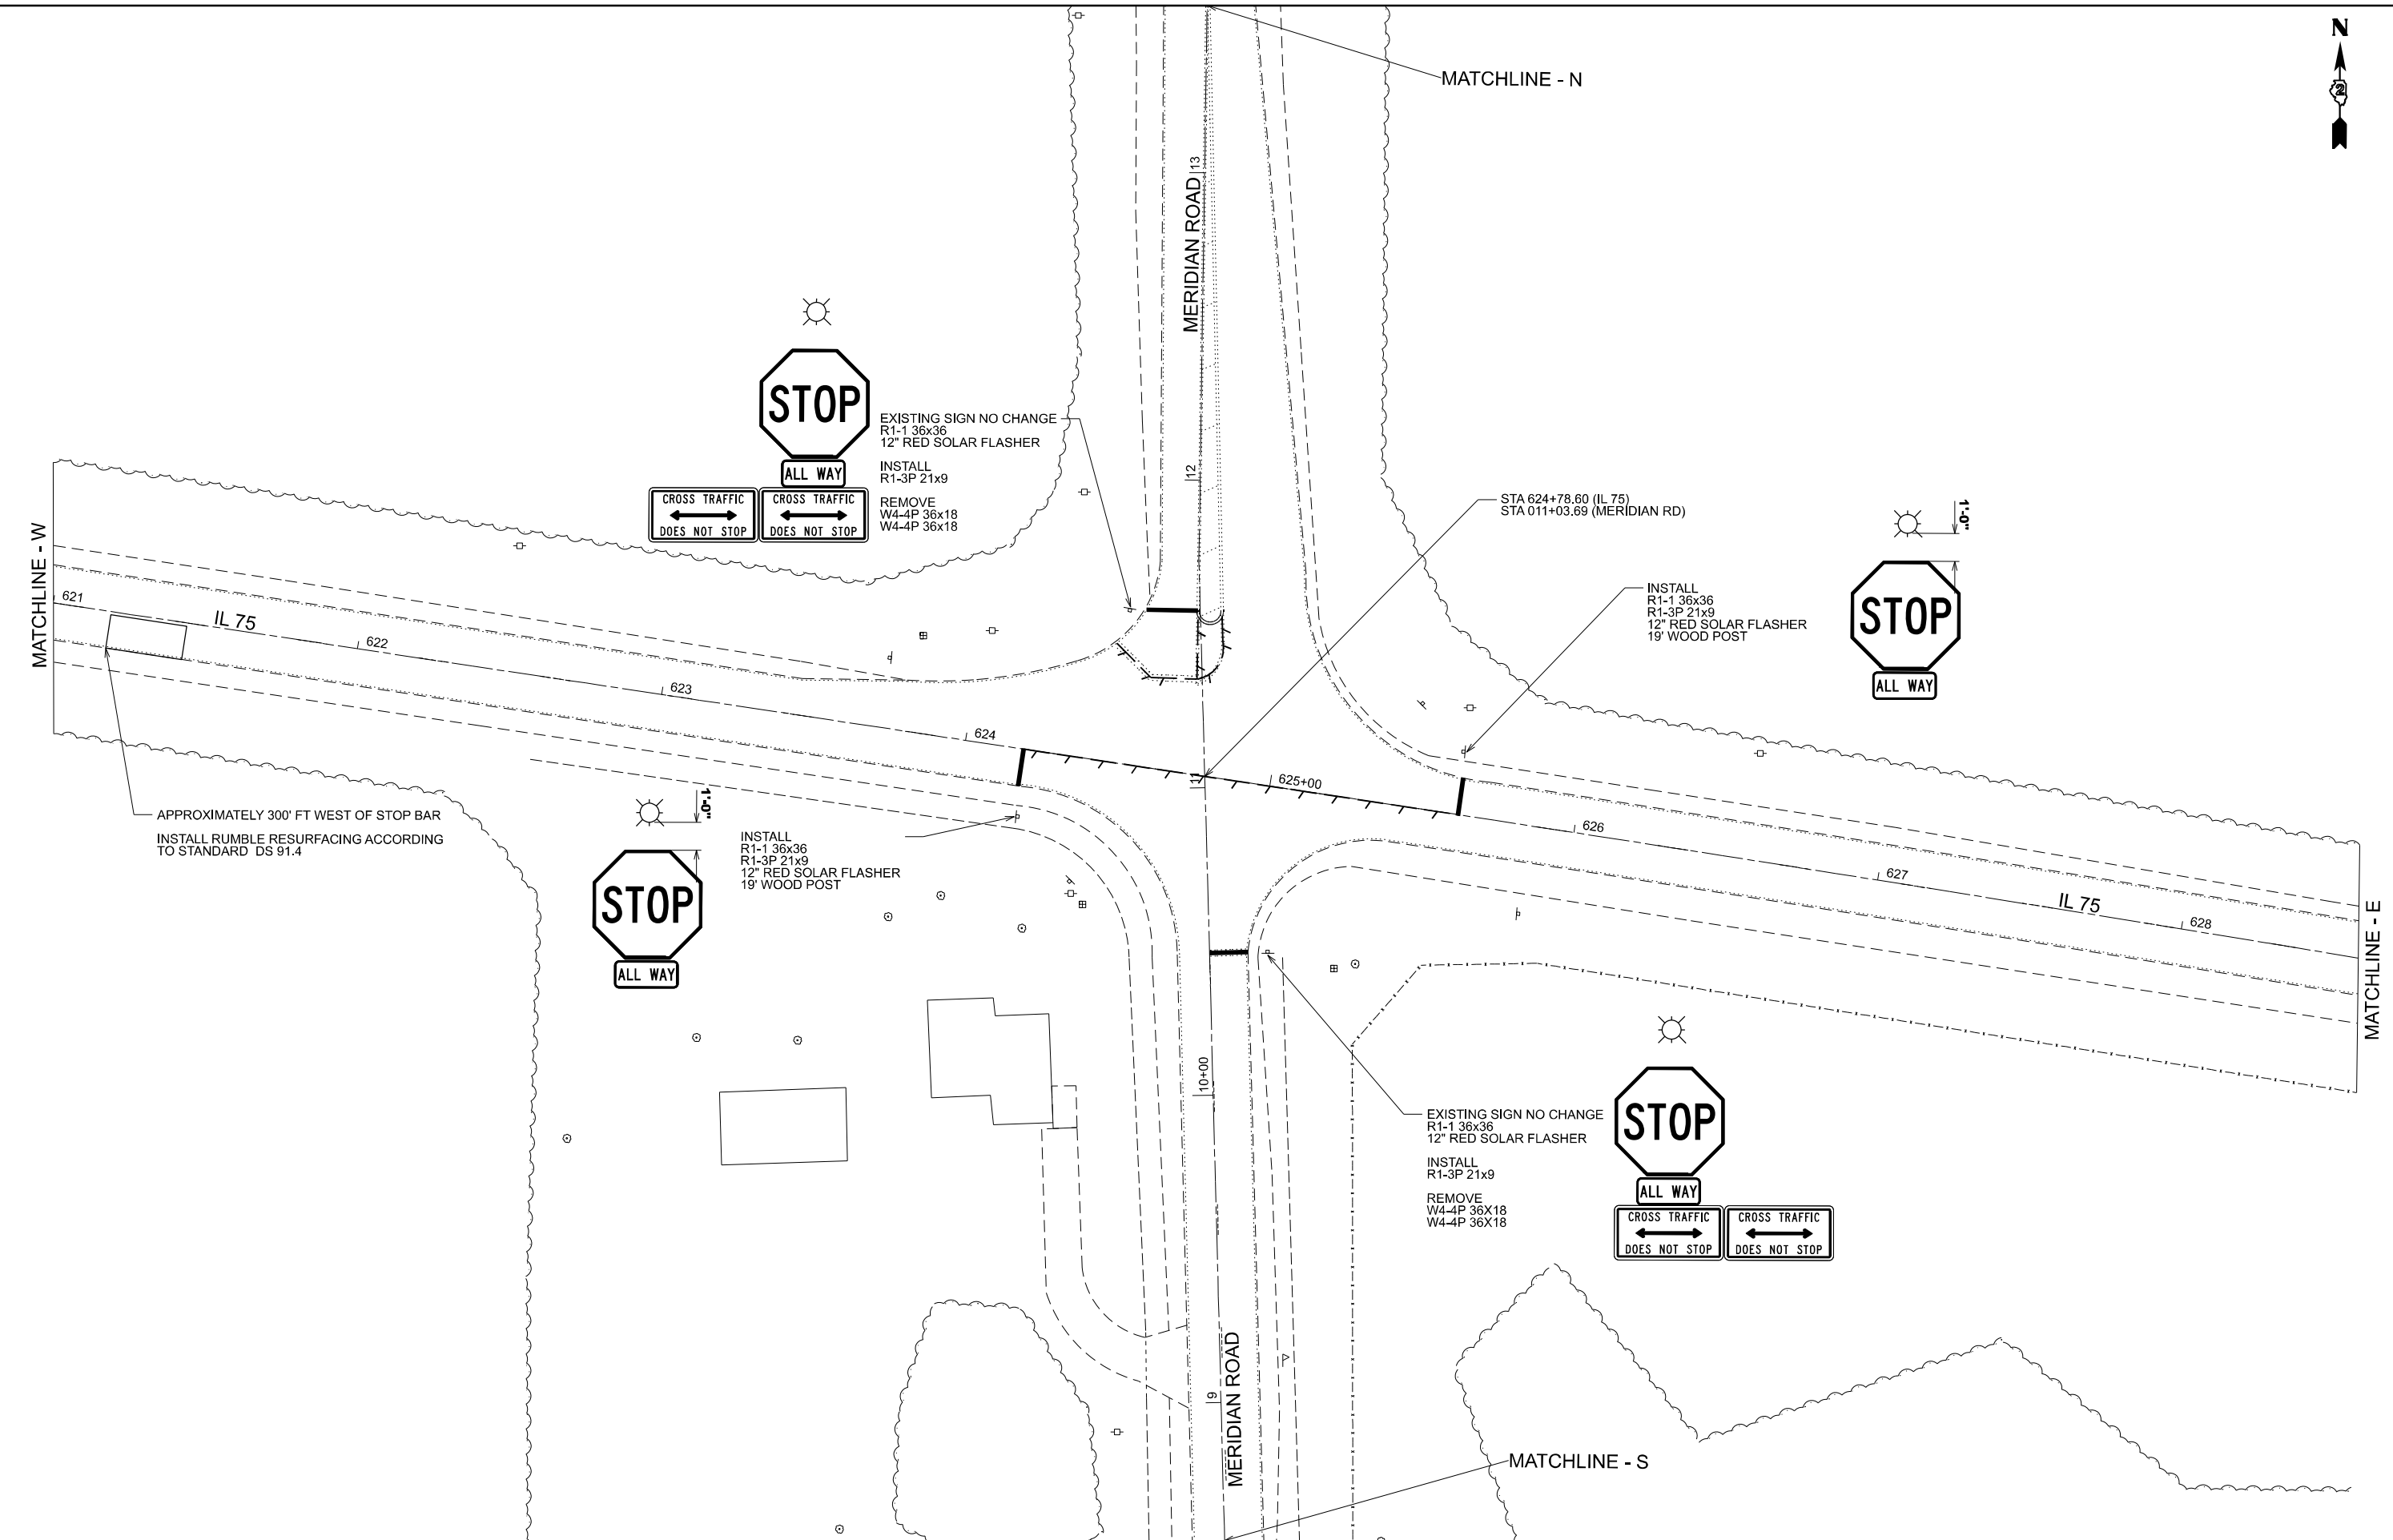 N
2
MATCHLINE - N
MERIDIAN ROAD
13
12
STOP
ALL WAY
CROSS TRAFFIC
DOES NOT STOP
CROSS TRAFFIC
DOES NOT STOP
EXISTING SIGN NO CHANGE
R1-1 36x36
12" RED SOLAR FLASHER
INSTALL
R1-3P 21x9
REMOVE
W4-4P 36x18
W4-4P 36x18
STA 624+78.60 (IL 75)
STA 011+03.69 (MERIDIAN RD)
INSTALL
R1-1 36x36
R1-3P 21x9
12" RED SOLAR FLASHER
19' WOOD POST
1'-0"
STOP
ALL WAY
MATCHLINE - W
621
IL 75
622
623
624
11
625+00
626
627
IL 75
628
MATCHLINE - E
APPROXIMATELY 300' FT WEST OF STOP BAR
INSTALL RUMBLE RESURFACING ACCORDING
TO STANDARD DS 91.4
1'-0"
STOP
ALL WAY
INSTALL
R1-1 36x36
R1-3P 21x9
12" RED SOLAR FLASHER
19' WOOD POST
10+00
EXISTING SIGN NO CHANGE
R1-1 36x36
12" RED SOLAR FLASHER
INSTALL
R1-3P 21x9
REMOVE
W4-4P 36X18
W4-4P 36X18
STOP
ALL WAY
CROSS TRAFFIC
DOES NOT STOP
CROSS TRAFFIC
DOES NOT STOP
9
MERIDIAN ROAD
MATCHLINE - S